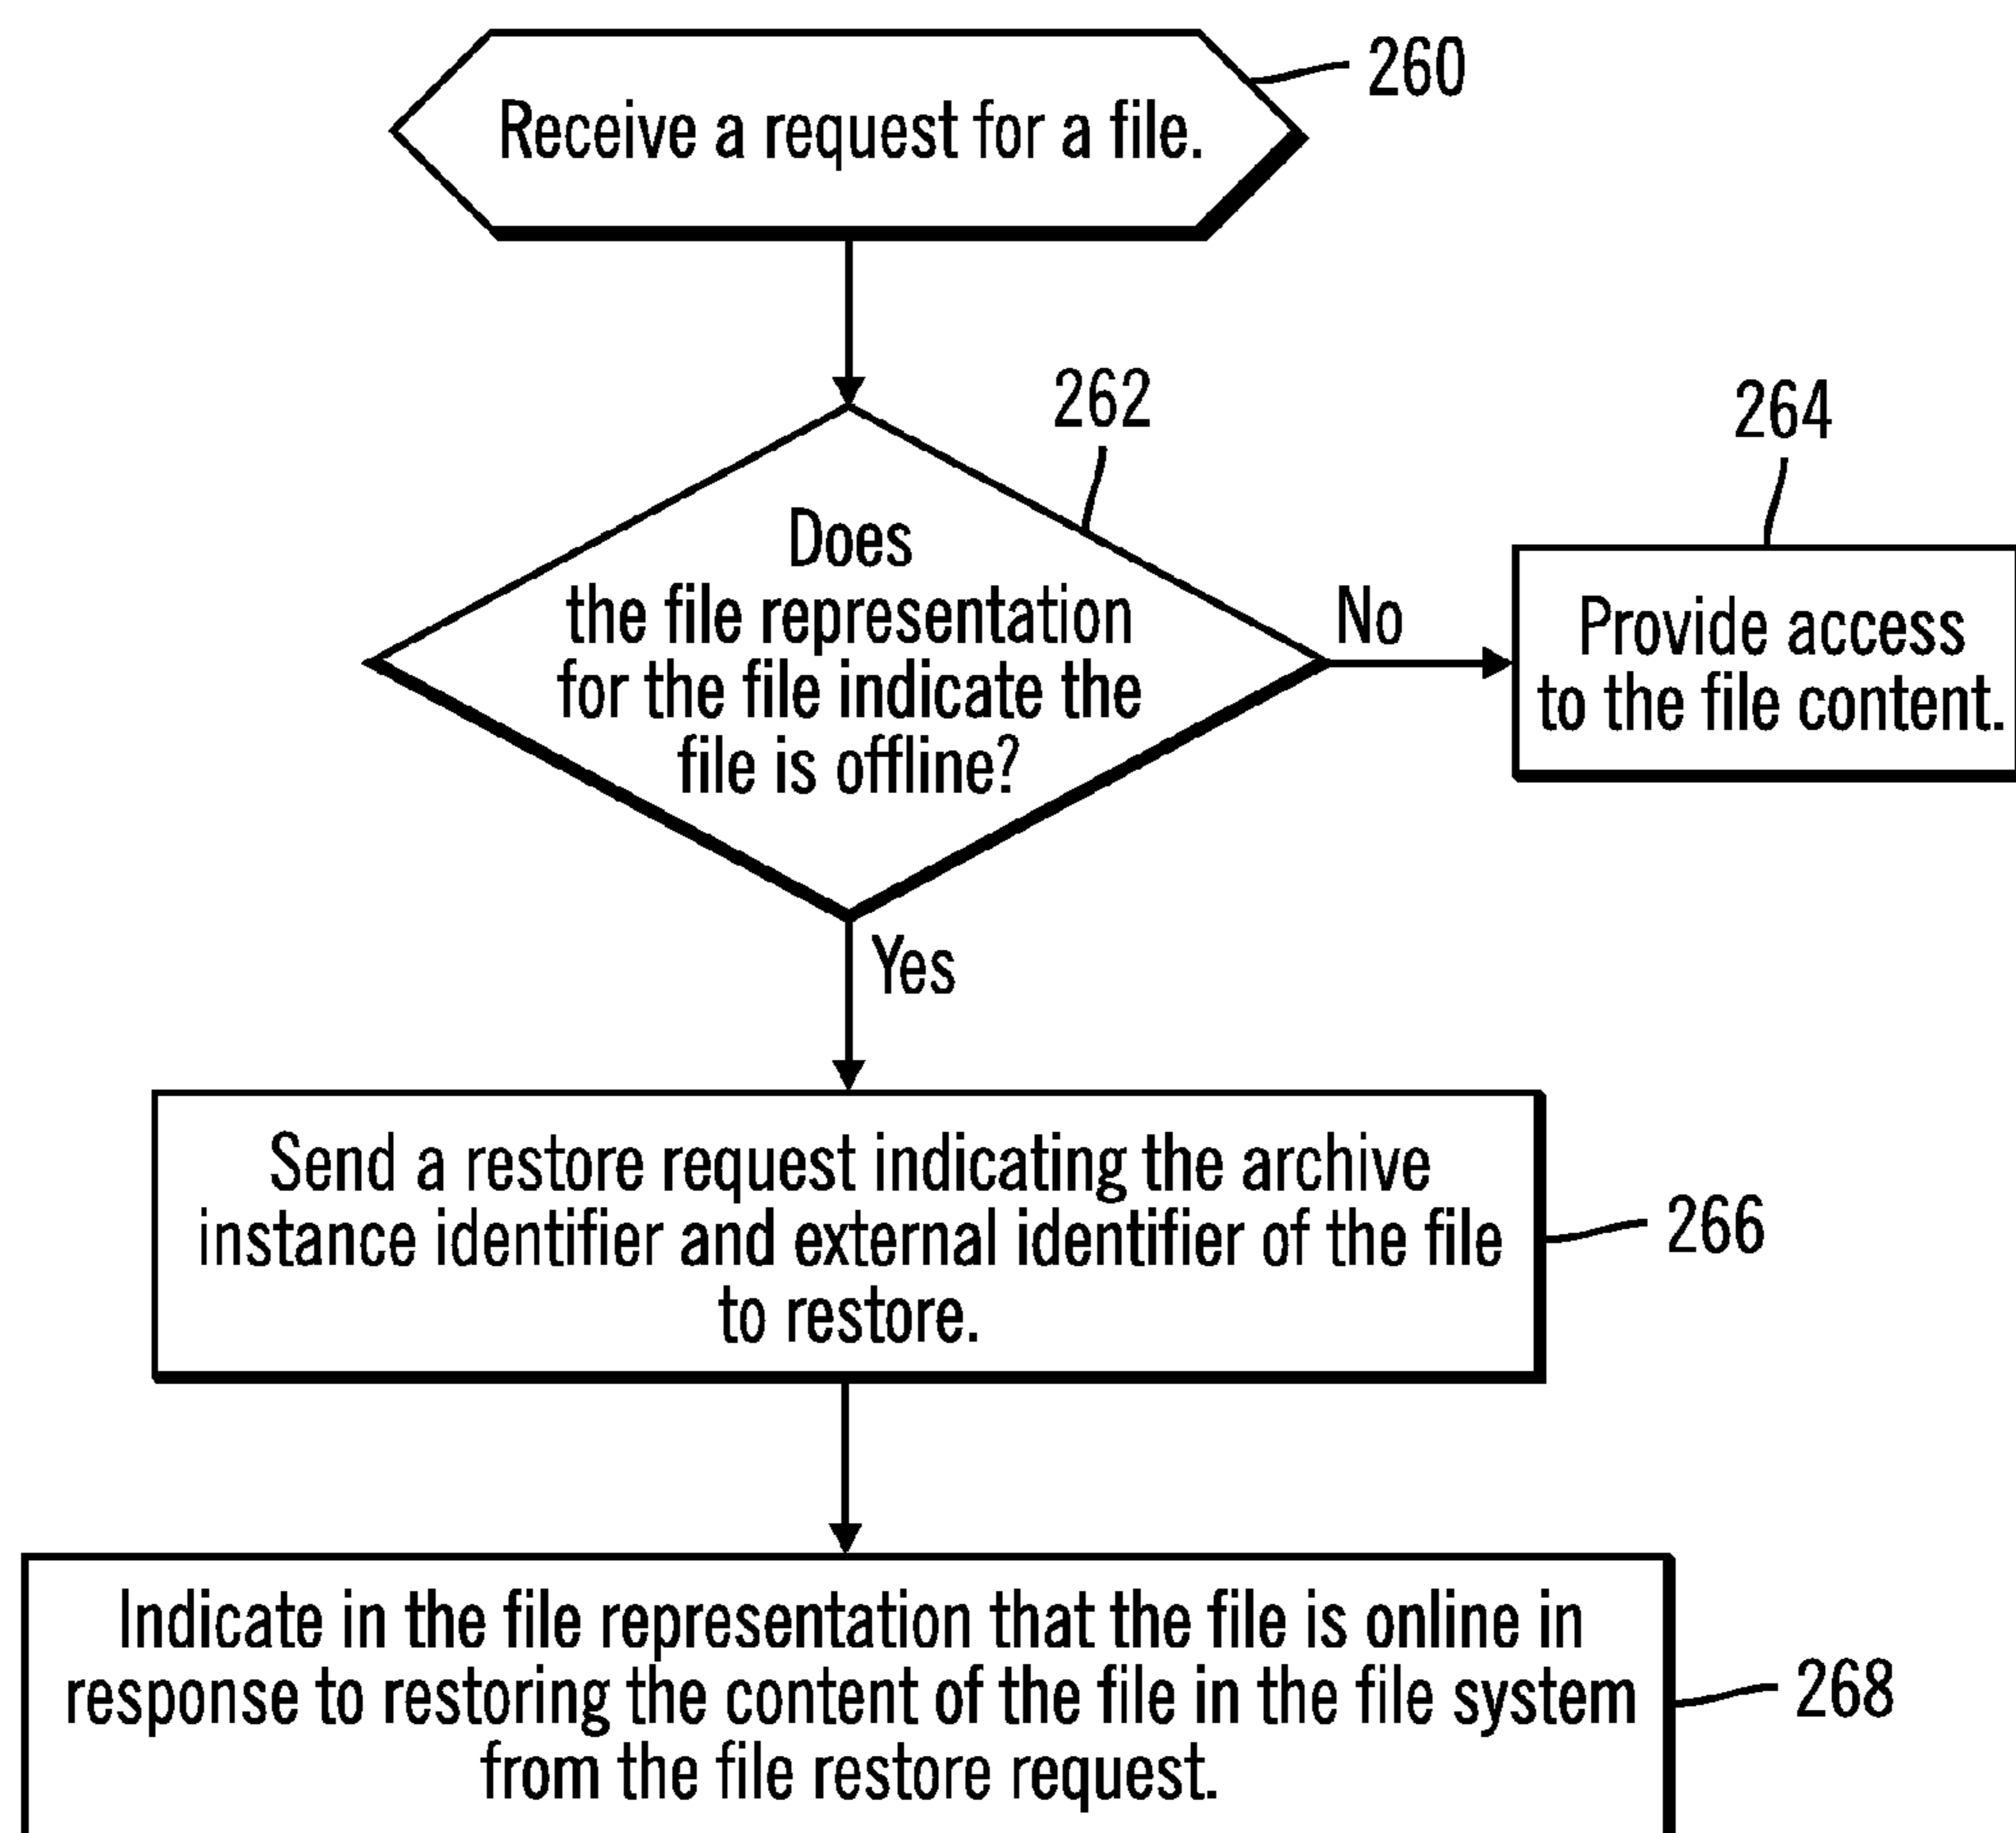 Receive a request for a file.
260
262
Does
the file representation
for the file indicate the
file is offline?
No
264
Provide access
to the file content.
Yes
Send a restore request indicating the archive
instance identifier and external identifier of the file
to restore.
266
Indicate in the file representation that the file is online in
response to restoring the content of the file in the file system
from the file restore request.
268